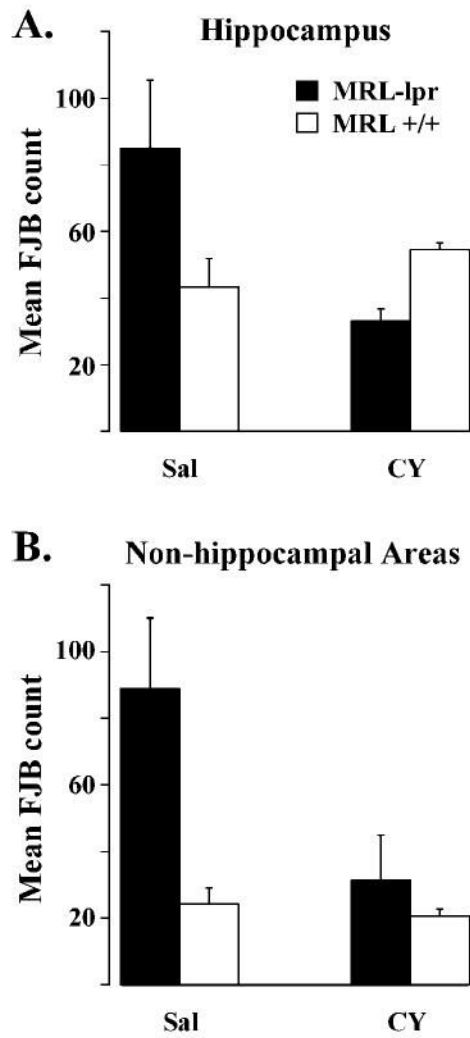 A. Hippocampus
MRL-lpr
MRL +/+
Mean FJB count
100
60
20
Sal CY
B. Non-hippocampal Areas
Mean FJB count
100
60
20
Sal CY